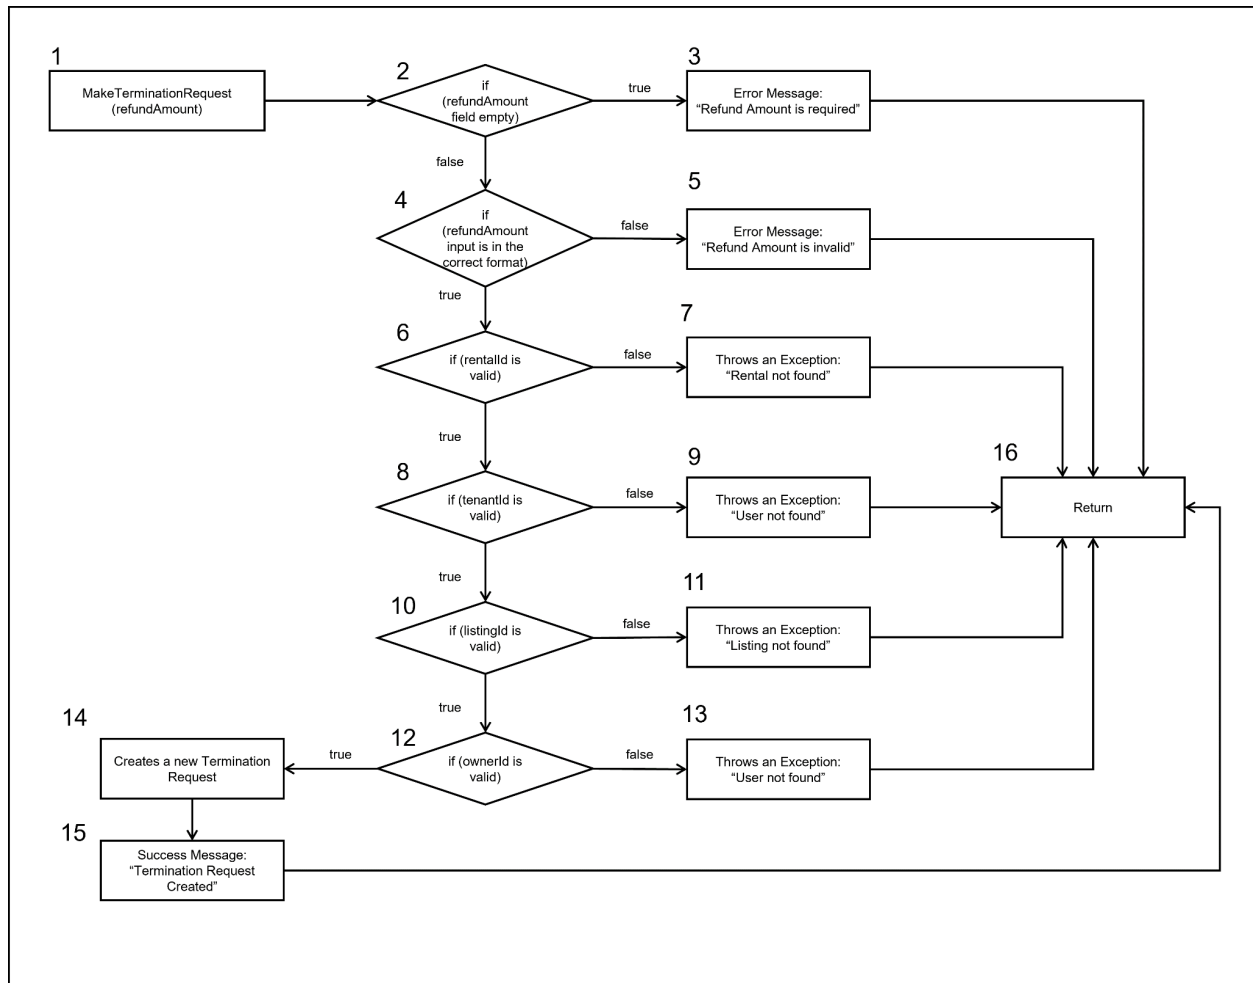 1
MakeTerminationRequest
(refundAmount)
2
if
(refundAmount
field empty)
true
3
Error Message:
“Refund Amount is required”
false
4
if
(refundAmount
input is in the
correct format)
false
5
Error Message:
“Refund Amount is invalid”
true
6
if (rentalId is
valid)
false
7
Throws an Exception:
“Rental not found”
true
8
if (tenantId is
valid)
false
9
Throws an Exception:
“User not found”
16
Return
true
10
if (listingId is
valid)
false
11
Throws an Exception:
“Listing not found”
true
12
if (ownerId is
valid)
false
13
Throws an Exception:
“User not found”
true
14
Creates a new Termination
Request
15
Success Message:
“Termination Request
Created”